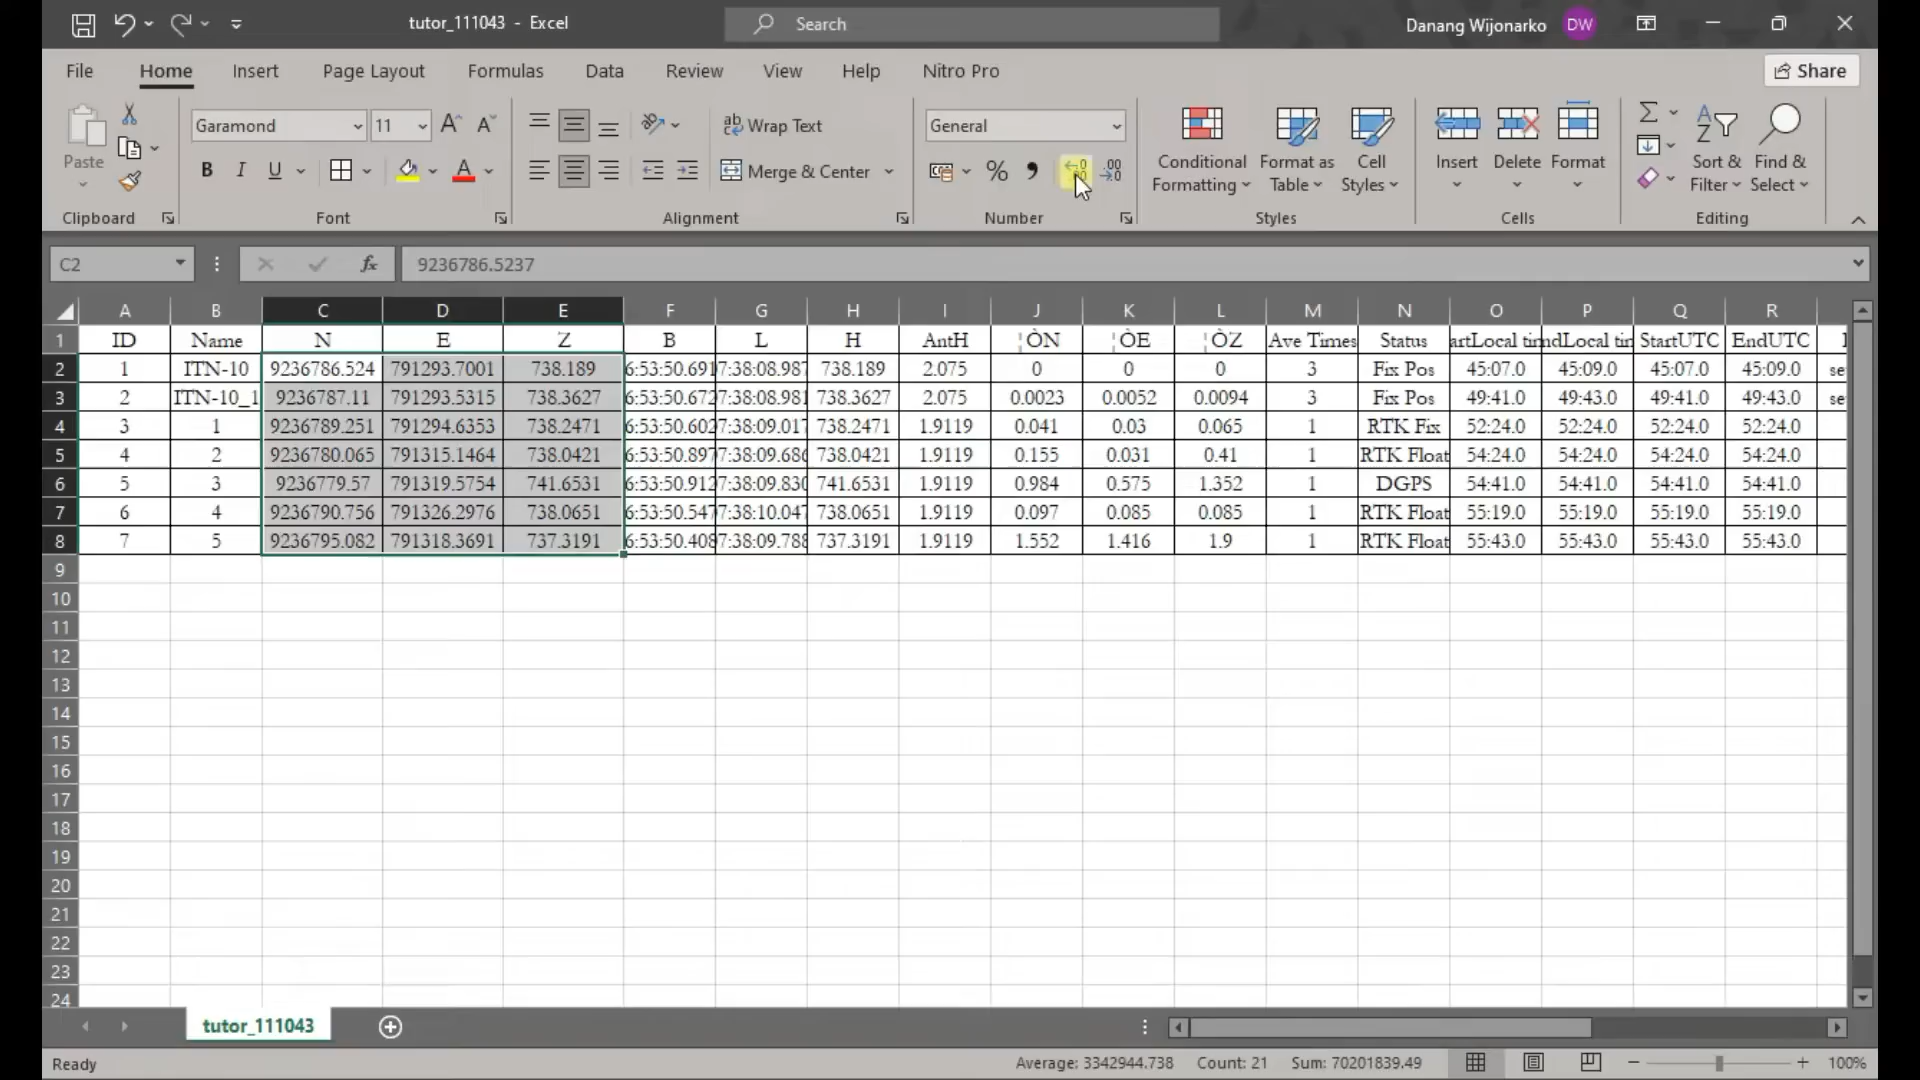 tutor_111043 - Excel
Search
Danang Wijonarko
DW
File Home Insert Page Layout Formulas Data Review View Help Nitro Pro
Share
Paste
Garamond 11 A A
Wrap Text
General
B I U A
Merge & Center
%
Conditional Formatting
Format as Table
Cell Styles
Insert
Delete
Format
Sort & Filter
Find & Select
Clipboard Font Alignment Number Styles Cells Editing
C2 fx 9236786.5237
A B C D E F G H I J K L M N O P Q R
1 ID Name N E Z B L H AntH ¦ÒN ¦ÒE ¦ÒZ Ave Times Status artLocal tin ndLocal tin StartUTC EndUTC
2 1 ITN-10 9236786.524 791293.7001 738.189 6:53:50.691 7:38:08.987 738.189 2.075 0 0 0 3 Fix Pos 45:07.0 45:09.0 45:07.0 45:09.0 se
3 2 ITN-10_1 9236787.11 791293.5315 738.3627 6:53:50.672 7:38:08.981 738.3627 2.075 0.0023 0.0052 0.0094 3 Fix Pos 49:41.0 49:43.0 49:41.0 49:43.0 se
4 3 1 9236789.251 791294.6353 738.2471 6:53:50.602 7:38:09.017 738.2471 1.9119 0.041 0.03 0.065 1 RTK Fix 52:24.0 52:24.0 52:24.0 52:24.0
5 4 2 9236780.065 791315.1464 738.0421 6:53:50.897 7:38:09.686 738.0421 1.9119 0.155 0.031 0.41 1 RTK Float 54:24.0 54:24.0 54:24.0 54:24.0
6 5 3 9236779.57 791319.5754 741.6531 6:53:50.912 7:38:09.830 741.6531 1.9119 0.984 0.575 1.352 1 DGPS 54:41.0 54:41.0 54:41.0 54:41.0
7 6 4 9236790.756 791326.2976 738.0651 6:53:50.547 7:38:10.047 738.0651 1.9119 0.097 0.085 0.085 1 RTK Float 55:19.0 55:19.0 55:19.0 55:19.0
8 7 5 9236795.082 791318.3691 737.3191 6:53:50.408 7:38:09.788 737.3191 1.9119 1.552 1.416 1.9 1 RTK Float 55:43.0 55:43.0 55:43.0 55:43.0
9
10
11
12
13
14
15
16
17
18
19
20
21
22
23
24
tutor_111043
Ready
Average: 3342944.738 Count: 21 Sum: 70201839.49
100%